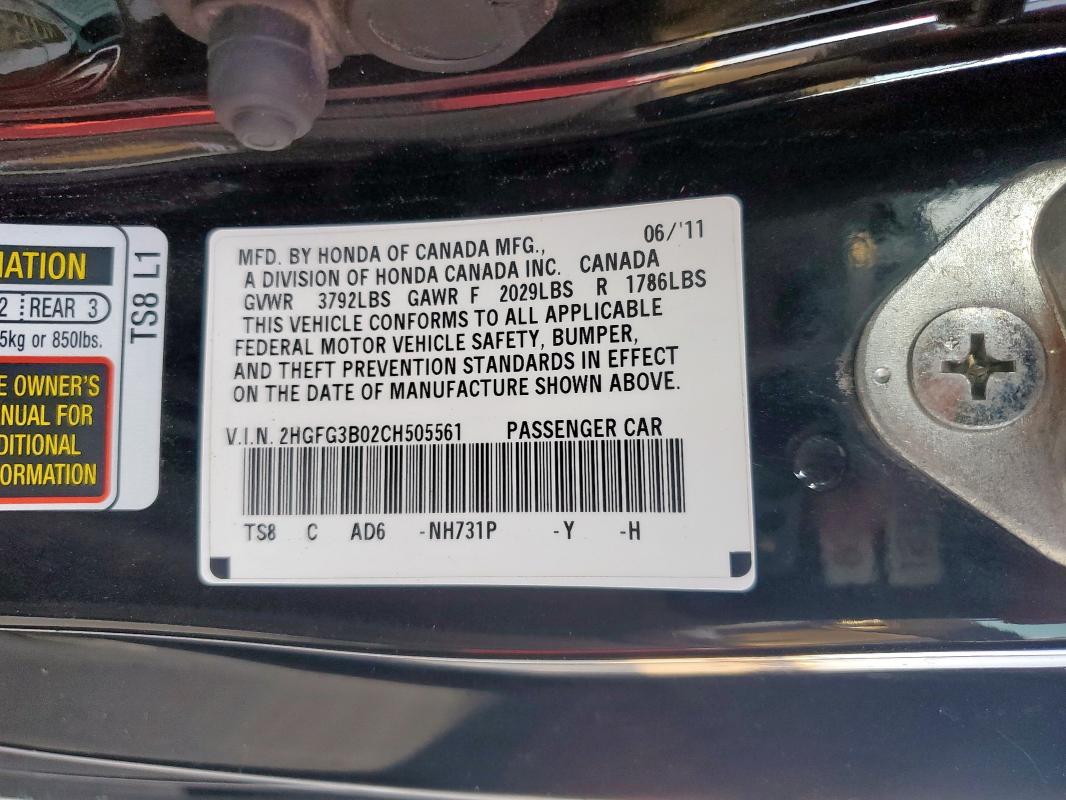 MATION
2 REAR 3
5kg or 850lbs.
E OWNER'S
NUAL FOR
DITIONAL
FORMATION
TS8 L1
MFD. BY HONDA OF CANADA MFG., 06/'11
A DIVISION OF HONDA CANADA INC. CANADA
GVWR 3792LBS GAWR F 2029LBS R 1786LBS
THIS VEHICLE CONFORMS TO ALL APPLICABLE
FEDERAL MOTOR VEHICLE SAFETY, BUMPER,
AND THEFT PREVENTION STANDARDS IN EFFECT
ON THE DATE OF MANUFACTURE SHOWN ABOVE.
V.I.N. 2HGFG3B02CH505561 PASSENGER CAR
TS8 C AD6 -NH731P -Y -H